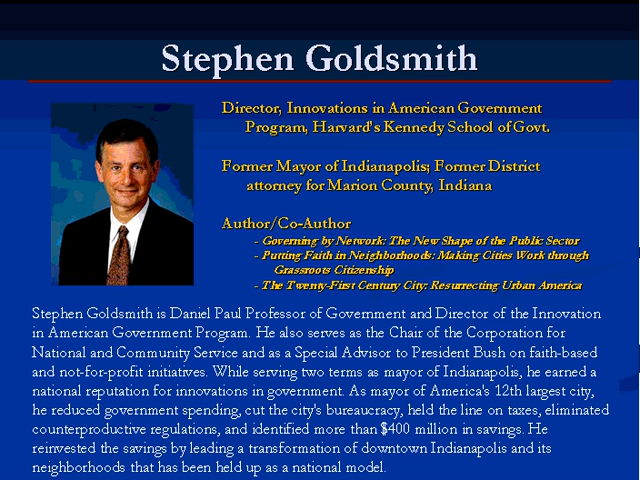 Stephen Goldsmith
Director, Innovations in American Government
Program, Harvard's Kennedy School of Govt.
Former Mayor of Indianapolis; Former District
attorney for Marion County, Indiana
Author/Co-Author
- Governing by Network: The New Shape of the Public Sector
- Putting Faith in Neighborhoods: Making Cities Work through
Grassroots Citizenship
- The Twenty-First Century City: Resurrecting Urban America
Stephen Goldsmith is Daniel Paul Professor of Government and Director of the Innovation
in American Government Program. He also serves as the Chair of the Corporation for
National and Community Service and as a Special Advisor to President Bush on faith-based
and not-for-profit initiatives. While serving two terms as mayor of Indianapolis, he earned a
national reputation for innovations in government. As mayor of America's 12th largest city,
he reduced government spending, cut the city's bureaucracy, held the line on taxes, eliminated
counterproductive regulations, and identified more than $400 million in savings. He
reinvested the savings by leading a transformation of downtown Indianapolis and its
neighborhoods that has been held up as a national model.